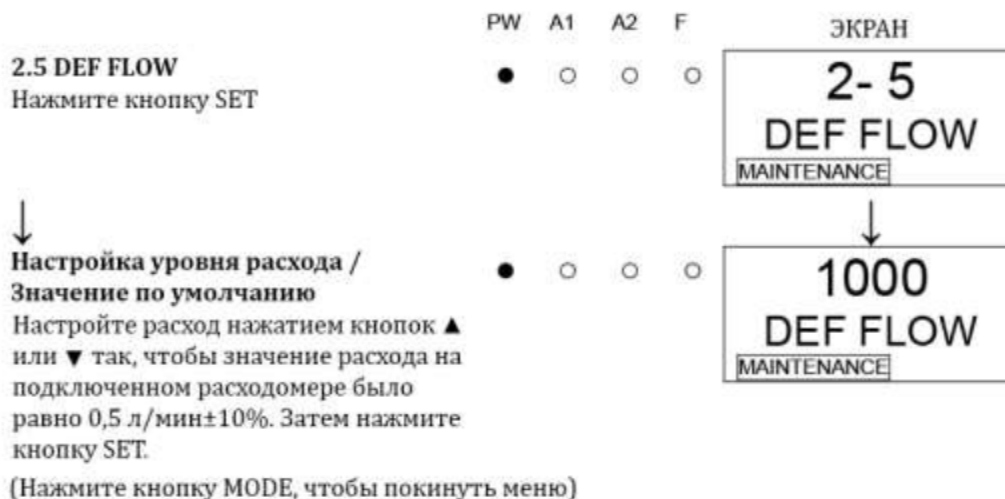 PW A1 A2 F ЭКРАН
2.5 DEF FLOW
Нажмите кнопку SET
● ○ ○ ○
2- 5
DEF FLOW
MAINTENANCE
↓ ↓
Настройка уровня расхода /
Значение по умолчанию
● ○ ○ ○
Настройте расход нажатием кнопок ▲
или ▼ так, чтобы значение расхода на
подключенном расходомере было
равно 0,5 л/мин±10%. Затем нажмите
кнопку SET.
1000
DEF FLOW
MAINTENANCE
(Нажмите кнопку MODE, чтобы покинуть меню)